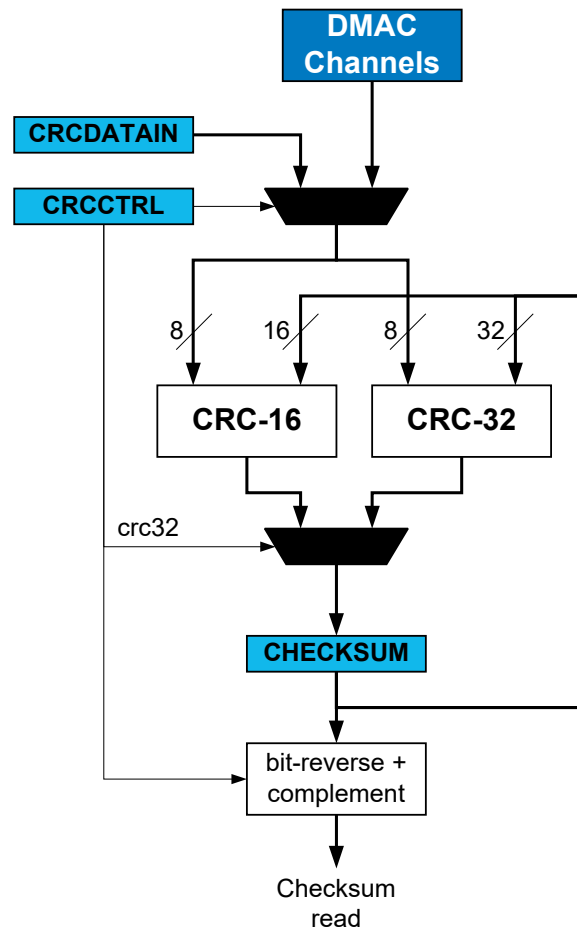 DMAC
Channels
CRCDATAIN
CRCCTRL
8
16
8
32
CRC-16
CRC-32
crc32
CHECKSUM
bit-reverse +
complement
Checksum
read